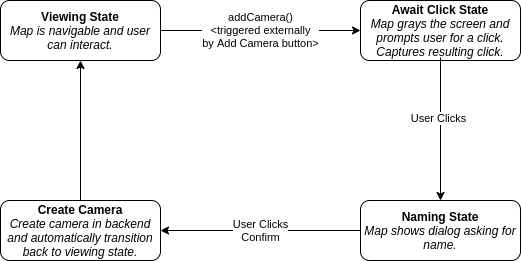 Viewing State
Map is navigable and user
can interact.
addCamera()
<triggered externally
by Add Camera button>
Await Click State
Map grays the screen and
prompts user for a click.
Captures resulting click.
User Clicks
Naming State
Map shows dialog asking for
name.
User Clicks
Confirm
Create Camera
Create camera in backend
and automatically transition
back to viewing state.